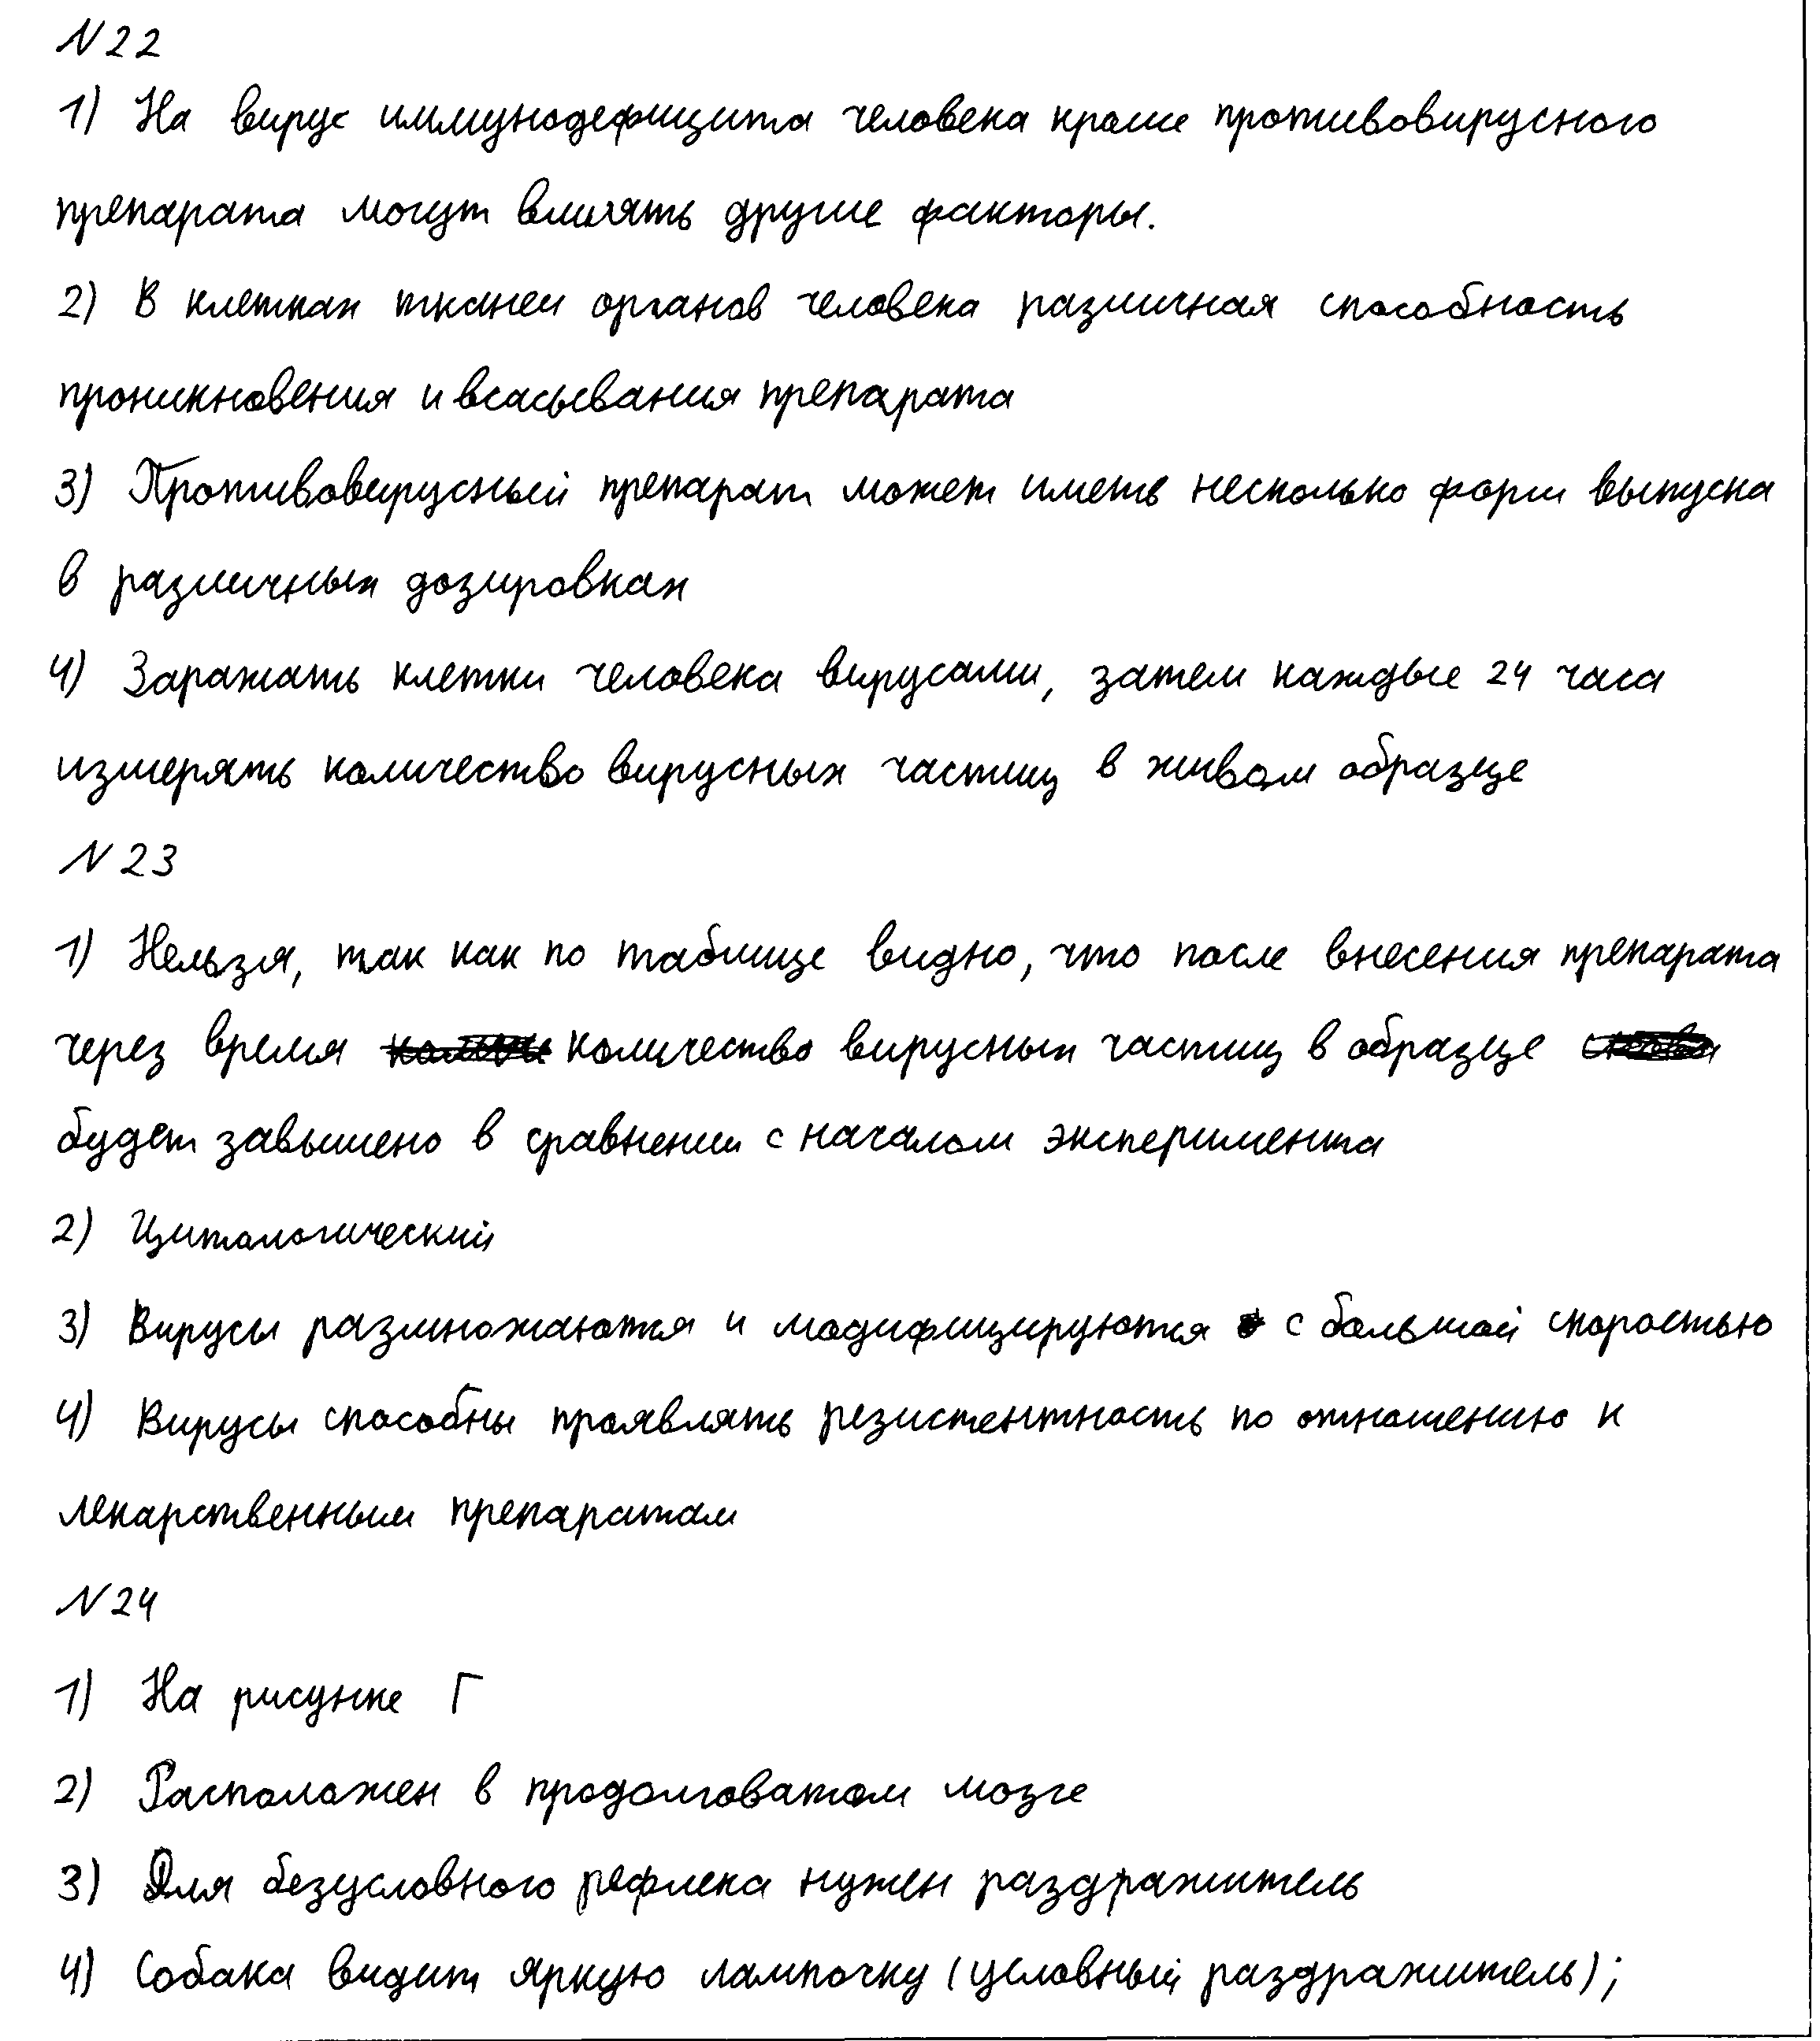 N22
1) На вирус иммунодефицита человека кроме противовирусного
препарата могут влиять другие факторы.
2) В клетках тканей органов человека различная способность
проникновения и всасывания препарата
3) Противовирусный препарат может иметь несколько форм выпуска
в различных дозировках
4) Заражать клетки человека вирусами, затем каждые 24 часа
измерять количество вирусных частиц в живом образце
N23
1) Нельзя, так как по таблице видно, что после внесения препарата
через время количество вирусных частиц в образце
будет завышено в сравнении с началом эксперимента
2) Цитологический
3) Вирусы размножаются и модифицируются с большой скоростью
4) Вирусы способны проявлять резистентность по отношению к
лекарственным препаратам
N24
1) На рисунке Г
2) Расположен в продолговатом мозге
3) Для безусловного рефлека нужен раздражитель
4) Собака видит яркую лампочку (условный раздражитель);